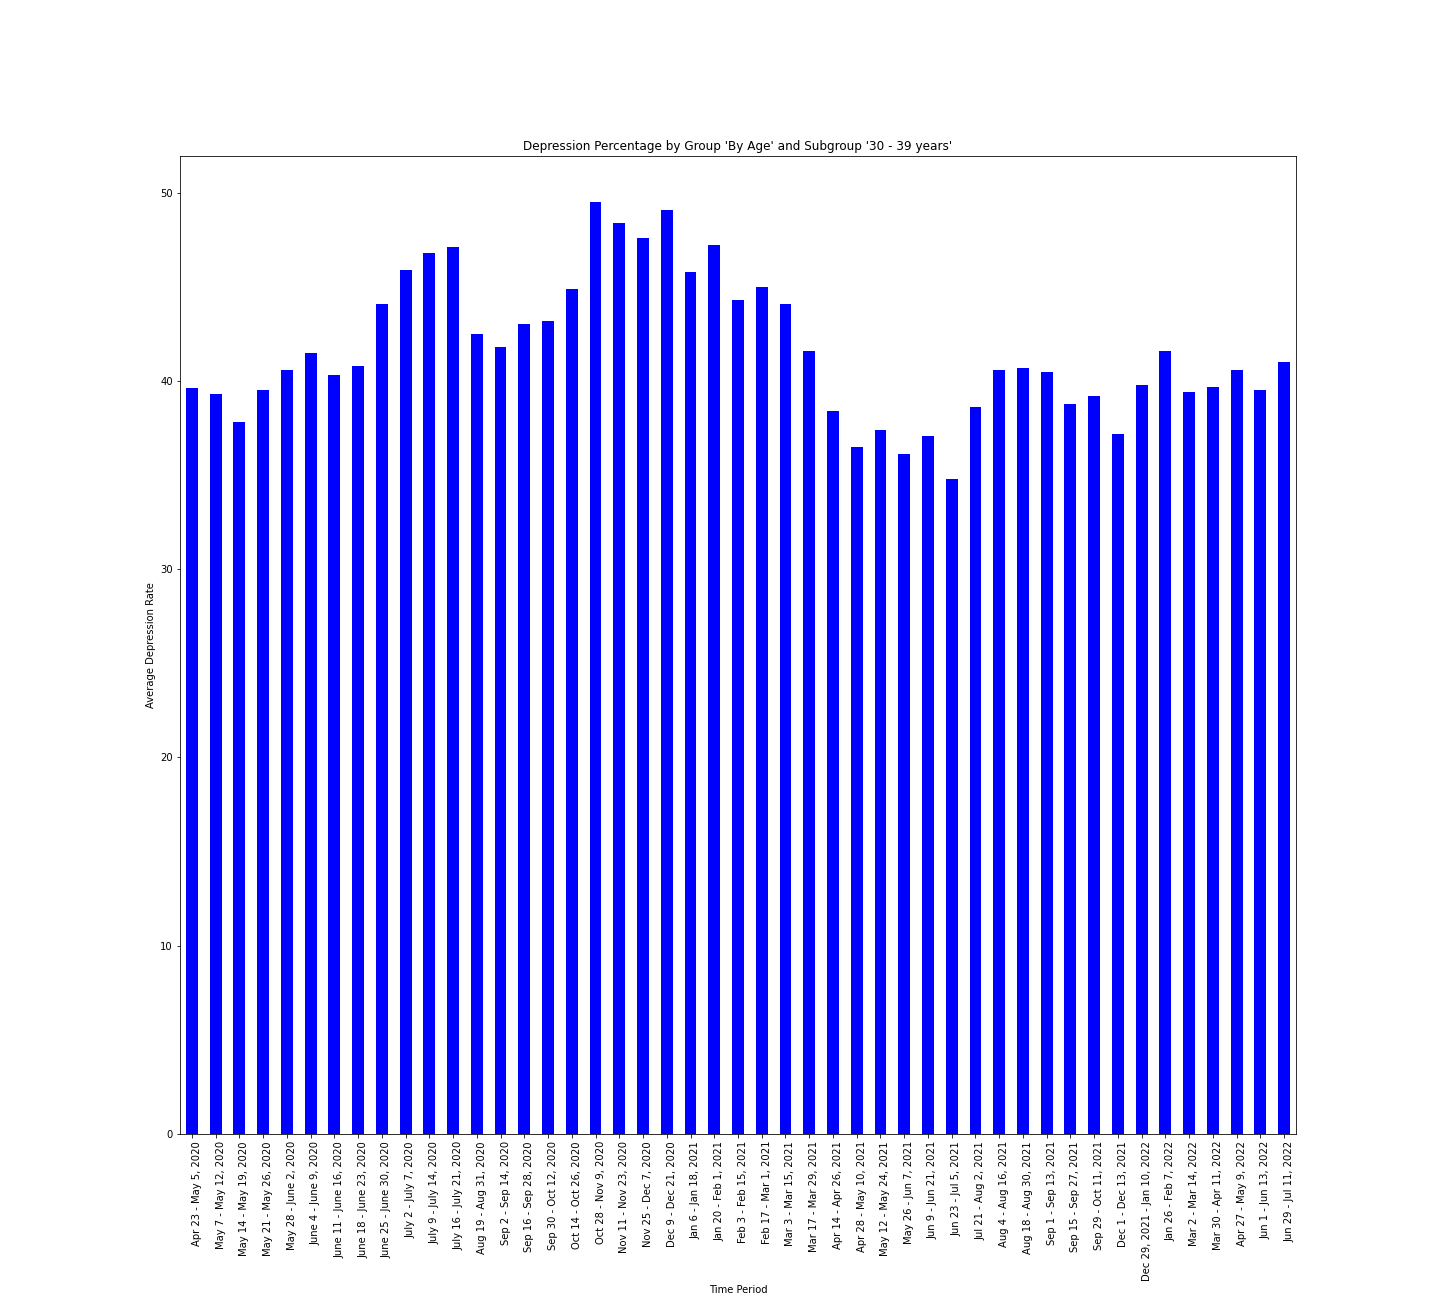 Depression Percentage by Group 'By Age' and Subgroup '30 - 39 years'
50
40
30
20
10
0
Average Depression Rate
Apr 23 - May 5, 2020
May 7 - May 12, 2020
May 14 - May 19, 2020
May 21 - May 26, 2020
May 28 - June 2, 2020
June 4 - June 9, 2020
June 11 - June 16, 2020
June 18 - June 23, 2020
June 25 - June 30, 2020
July 2 - July 7, 2020
July 9 - July 14, 2020
July 16 - July 21, 2020
Aug 19 - Aug 31, 2020
Sep 2 - Sep 14, 2020
Sep 16 - Sep 28, 2020
Sep 30 - Oct 12, 2020
Oct 14 - Oct 26, 2020
Oct 28 - Nov 9, 2020
Nov 11 - Nov 23, 2020
Nov 25 - Dec 7, 2020
Dec 9 - Dec 21, 2020
Jan 6 - Jan 18, 2021
Jan 20 - Feb 1, 2021
Feb 3 - Feb 15, 2021
Feb 17 - Mar 1, 2021
Mar 3 - Mar 15, 2021
Mar 17 - Mar 29, 2021
Apr 14 - Apr 26, 2021
Apr 28 - May 10, 2021
May 12 - May 24, 2021
May 26 - Jun 7, 2021
Jun 9 - Jun 21, 2021
Jun 23 - Jul 5, 2021
Jul 21 - Aug 2, 2021
Aug 4 - Aug 16, 2021
Aug 18 - Aug 30, 2021
Sep 1 - Sep 13, 2021
Sep 15 - Sep 27, 2021
Sep 29 - Oct 11, 2021
Dec 1 - Dec 13, 2021
Dec 29, 2021 - Jan 10, 2022
Jan 26 - Feb 7, 2022
Mar 2 - Mar 14, 2022
Mar 30 - Apr 11, 2022
Apr 27 - May 9, 2022
Jun 1 - Jun 13, 2022
Jun 29 - Jul 11, 2022
Time Period